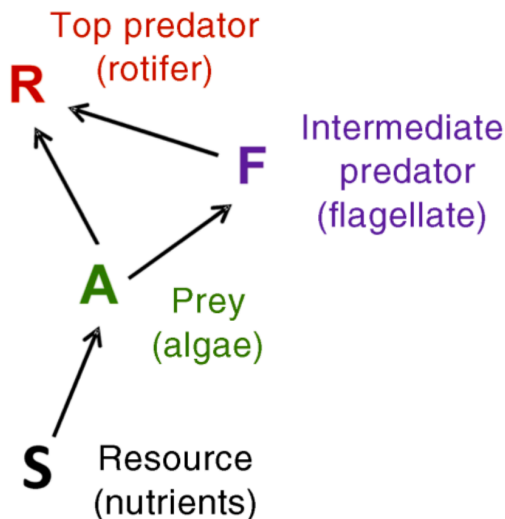 Top predator
(rotifer)
R
Intermediate
predator
(flagellate)
F
A
Prey
(algae)
S
Resource
(nutrients)